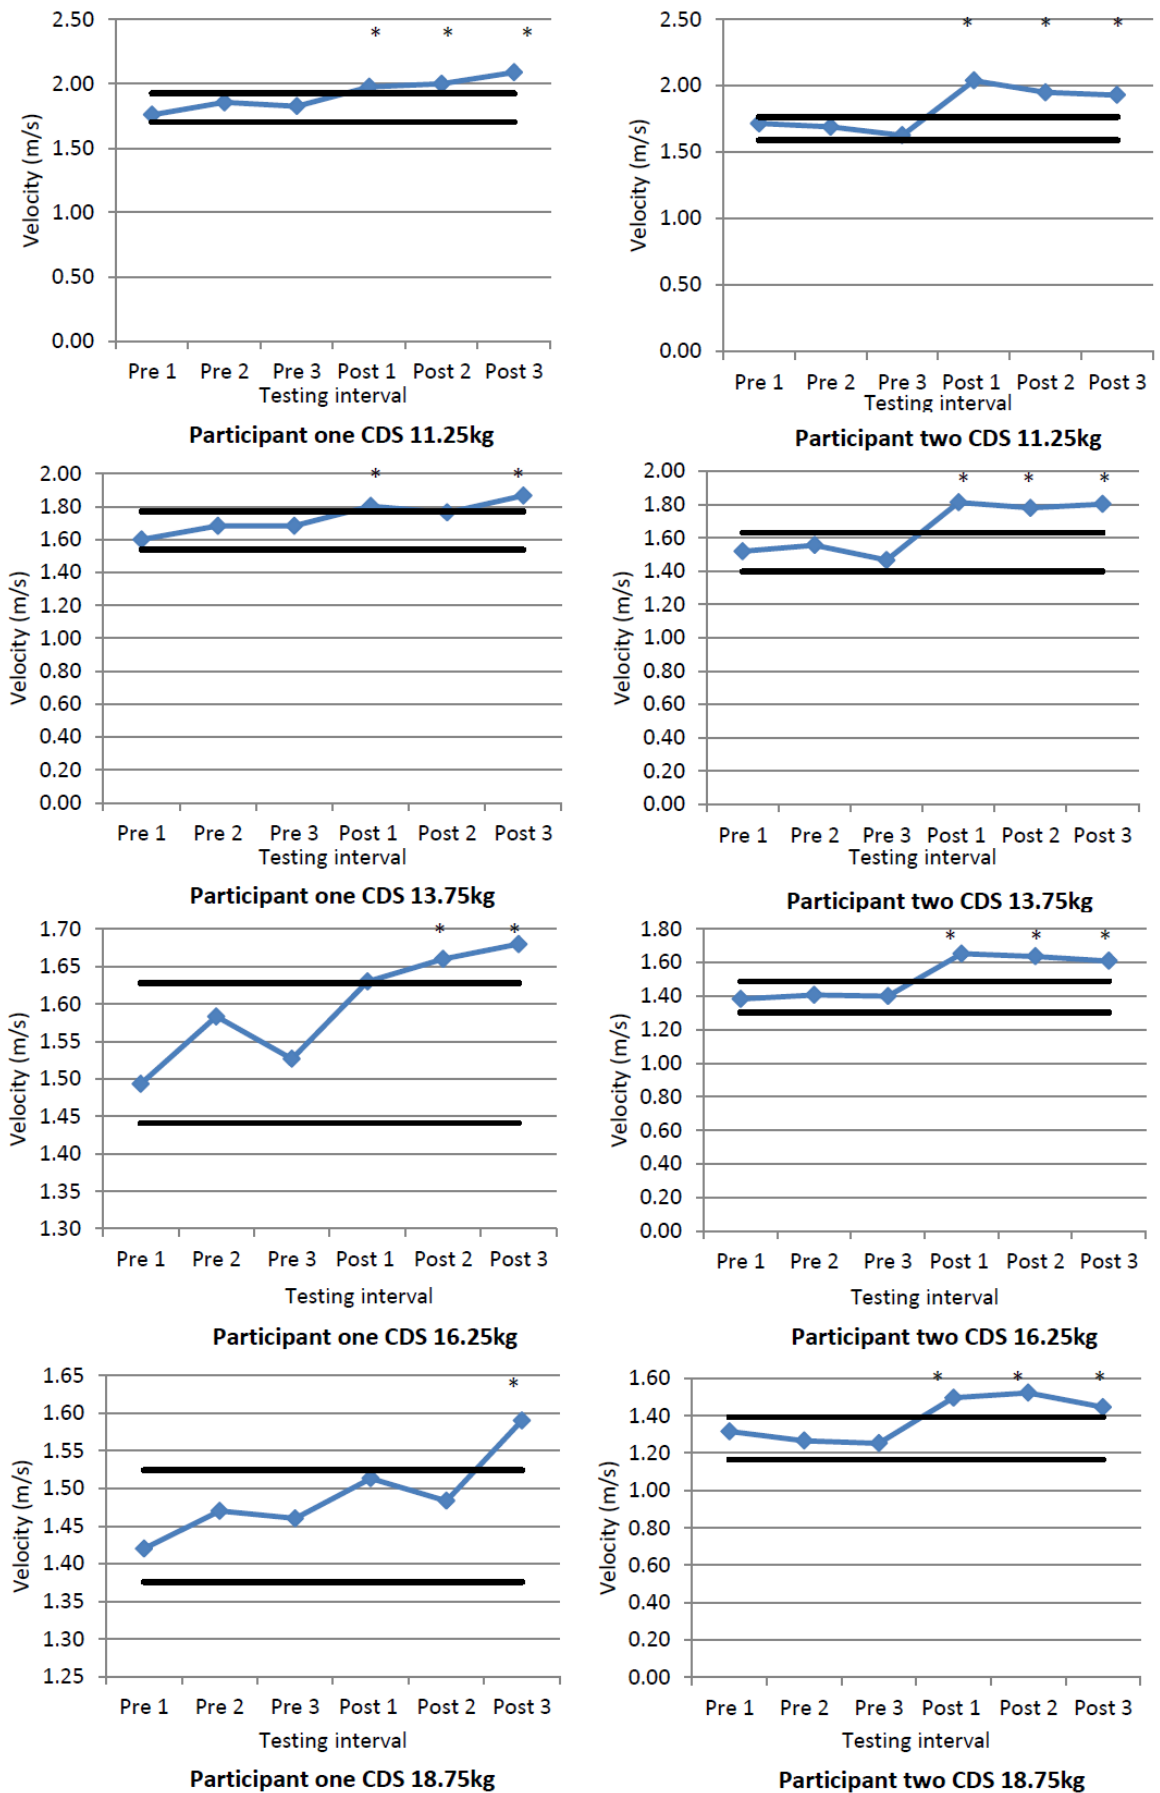 * * *
2.50
2.00
1.50
1.00
0.50
0.00
Velocity (m/s)
Pre 1 Pre 2 Pre 3 Post 1 Post 2 Post 3
Testing interval
Participant one CDS 11.25kg
* * *
2.50
2.00
1.50
1.00
0.50
0.00
Velocity (m/s)
Pre 1 Pre 2 Pre 3 Post 1 Post 2 Post 3
Testing interval
Participant two CDS 11.25kg
* *
2.00
1.80
1.60
1.40
1.20
1.00
0.80
0.60
0.40
0.20
0.00
Velocity (m/s)
Pre 1 Pre 2 Pre 3 Post 1 Post 2 Post 3
Testing interval
Participant one CDS 13.75kg
* * *
2.00
1.80
1.60
1.40
1.20
1.00
0.80
0.60
0.40
0.20
0.00
Velocity (m/s)
Pre 1 Pre 2 Pre 3 Post 1 Post 2 Post 3
Testing interval
Participant two CDS 13.75kg
* *
1.70
1.65
1.60
1.55
1.50
1.45
1.40
1.35
1.30
Velocity (m/s)
Pre 1 Pre 2 Pre 3 Post 1 Post 2 Post 3
Testing interval
Participant one CDS 16.25kg
* * *
1.80
1.60
1.40
1.20
1.00
0.80
0.60
0.40
0.20
0.00
Velocity (m/s)
Pre 1 Pre 2 Pre 3 Post 1 Post 2 Post 3
Testing interval
Participant two CDS 16.25kg
*
1.65
1.60
1.55
1.50
1.45
1.40
1.35
1.30
1.25
Velocity (m/s)
Pre 1 Pre 2 Pre 3 Post 1 Post 2 Post 3
Testing interval
Participant one CDS 18.75kg
* * *
1.60
1.40
1.20
1.00
0.80
0.60
0.40
0.20
0.00
Velocity (m/s)
Pre 1 Pre 2 Pre 3 Post 1 Post 2 Post 3
Testing interval
Participant two CDS 18.75kg